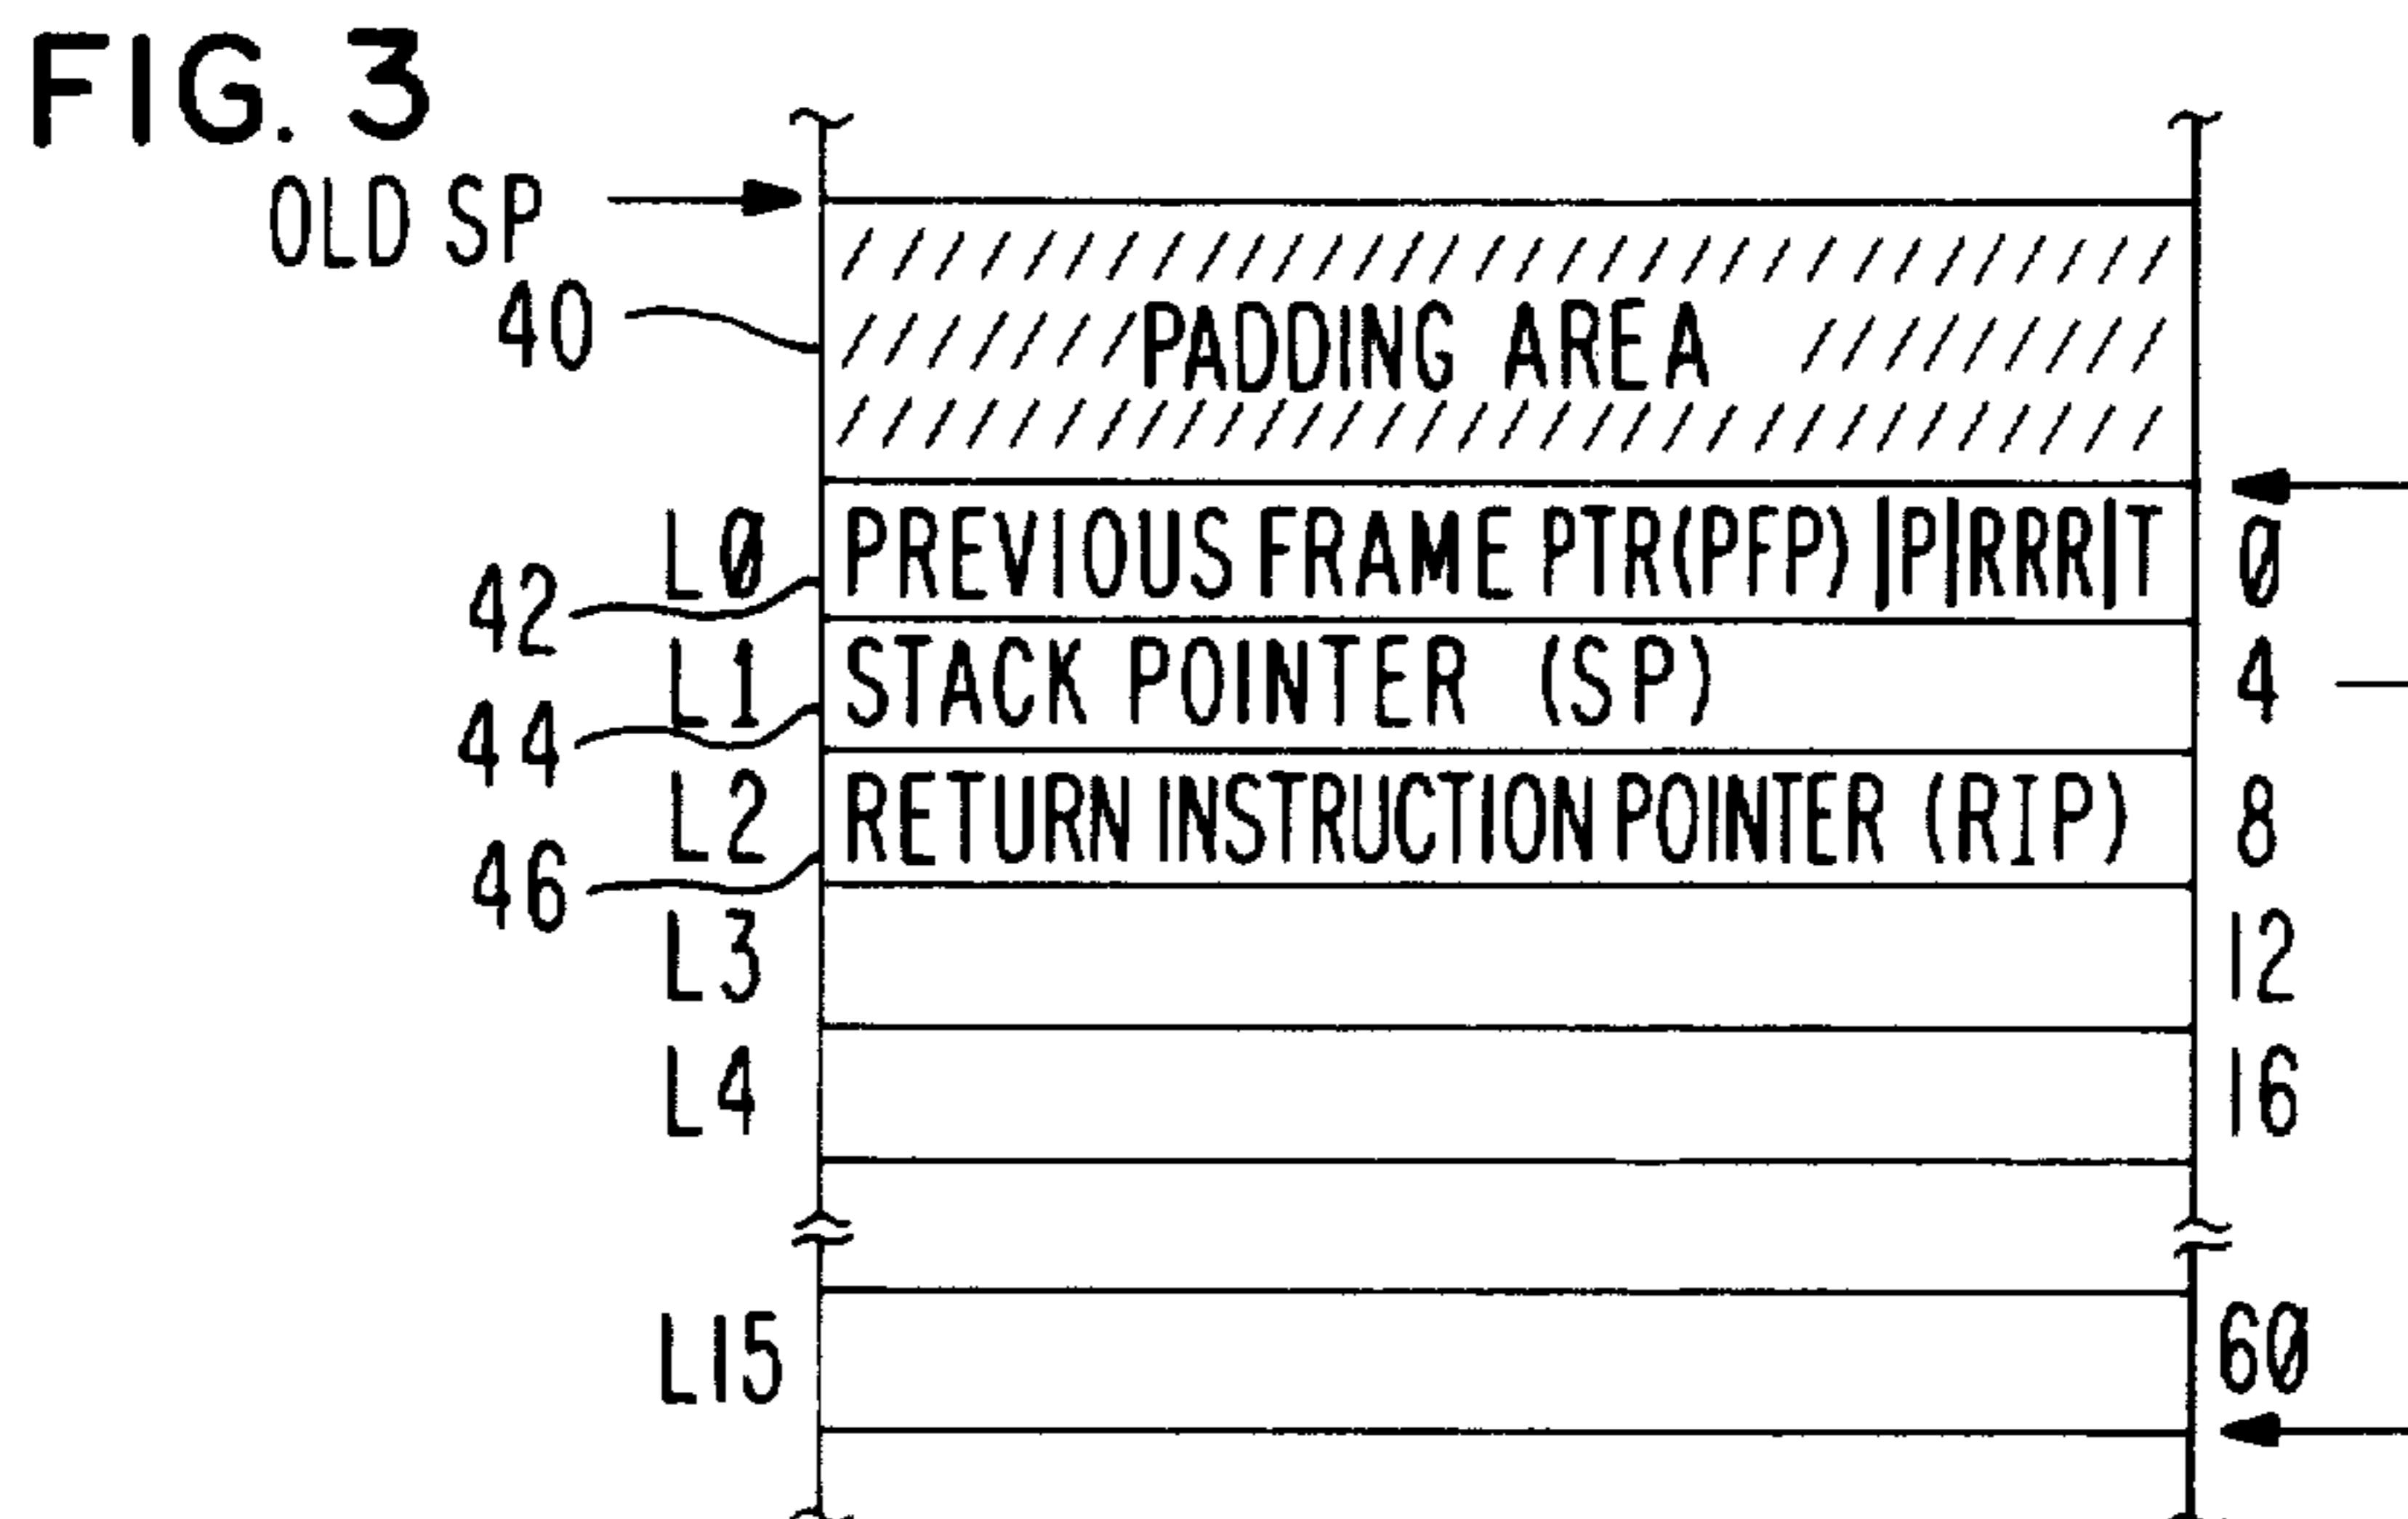 FIG. 3
OLD SP
40
PADDING AREA
L0 PREVIOUS FRAME PTR(PFP)|P|RRR|T 0
42
L1 STACK POINTER (SP) 4
44
L2 RETURN INSTRUCTION POINTER (RIP) 8
46
L3 12
L4 16
L15 60